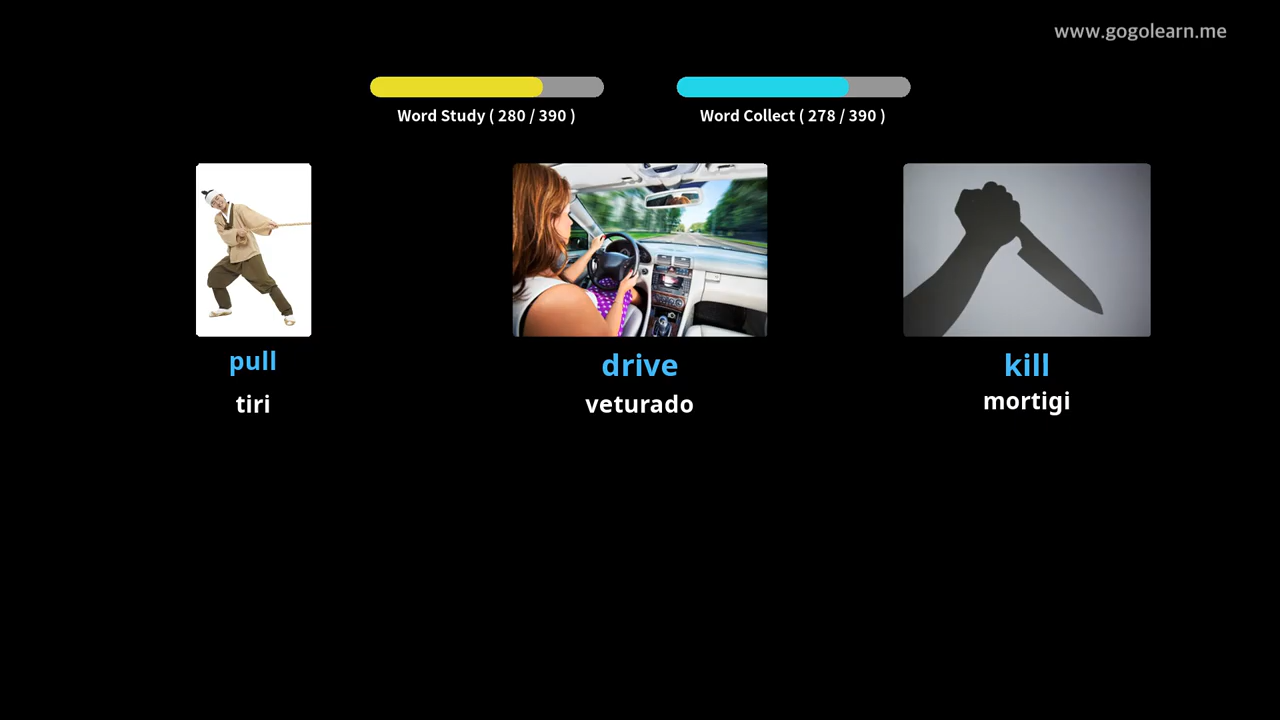 www.gogolearn.me
Word Study ( 280 / 390 )
Word Collect ( 278 / 390 )
pull
drive
kill
tiri
veturado
mortigi